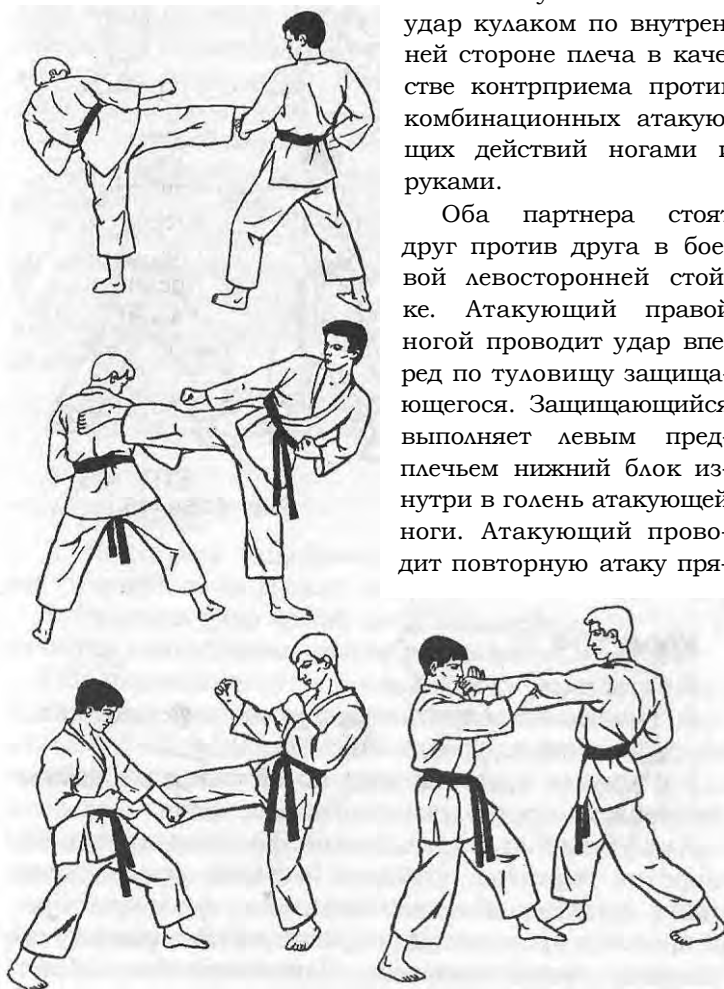 удар кулаком по внутрен
ней стороне плеча в каче
стве контрприема против
комбинационных атакую
щих действий ногами и
руками.
Оба партнера стоят
друг против друга в бое
вой левосторонней стой
ке. Атакующий правой
ногой проводит удар впе
ред по туловищу защища-
ющегося. Защищающийся
выполняет левым пред-
плечьем нижний блок из-
нутри в голень атакующей
ноги. Атакующий прово-
дит повторную атаку пря-